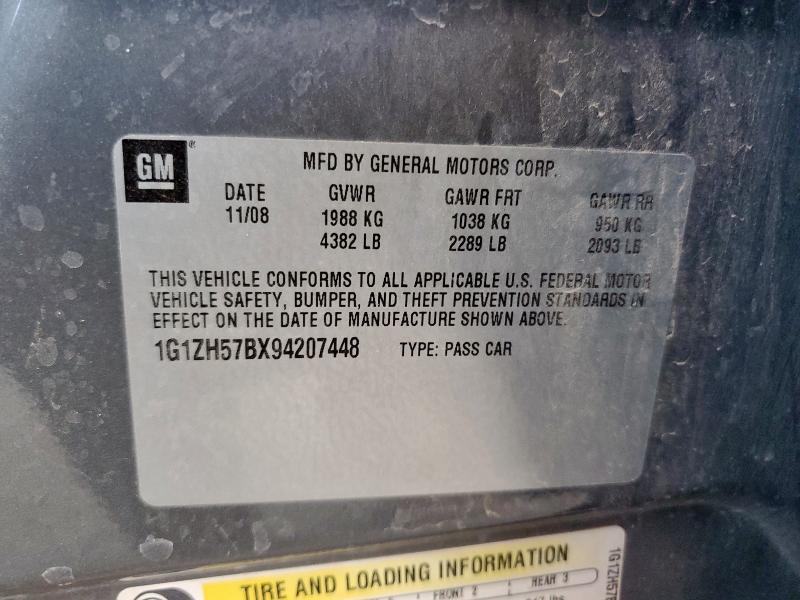 GM
MFD BY GENERAL MOTORS CORP.
DATE GVWR GAWR FRT GAWR RR
11/08 1988 KG 1038 KG 950 KG
4382 LB 2289 LB 2093 LB
THIS VEHICLE CONFORMS TO ALL APPLICABLE U.S. FEDERAL MOTOR
VEHICLE SAFETY, BUMPER, AND THEFT PREVENTION STANDARDS IN
EFFECT ON THE DATE OF MANUFACTURE SHOWN ABOVE.
1G1ZH57BX94207448 TYPE: PASS CAR
TIRE AND LOADING INFORMATION
FRONT 2 REAR 3
1G1ZH57B